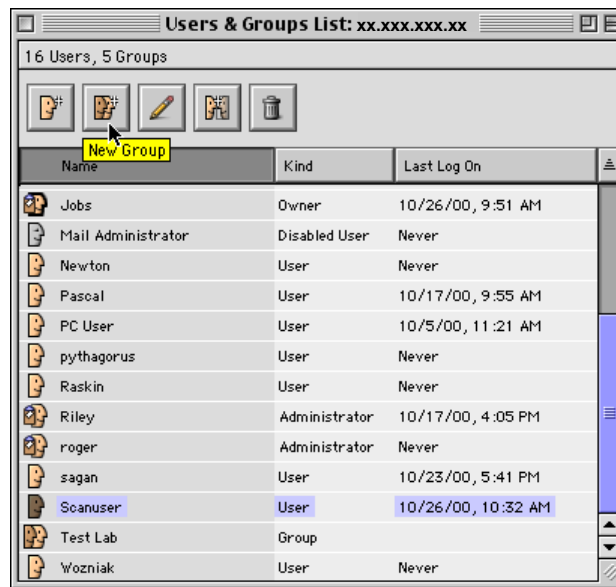 Users & Groups List: xx.xxx.xxx.xx
16 Users, 5 Groups
New Group
Name Kind Last Log On
Jobs Owner 10/26/00, 9:51 AM
Mail Administrator Disabled User Never
Newton User Never
Pascal User 10/17/00, 9:55 AM
PC User User 10/5/00, 11:21 AM
pythagorus User Never
Raskin User Never
Riley Administrator 10/17/00, 4:05 PM
roger Administrator Never
sagan User 10/23/00, 5:41 PM
Scanuser User 10/26/00, 10:32 AM
Test Lab Group
Wozniak User Never